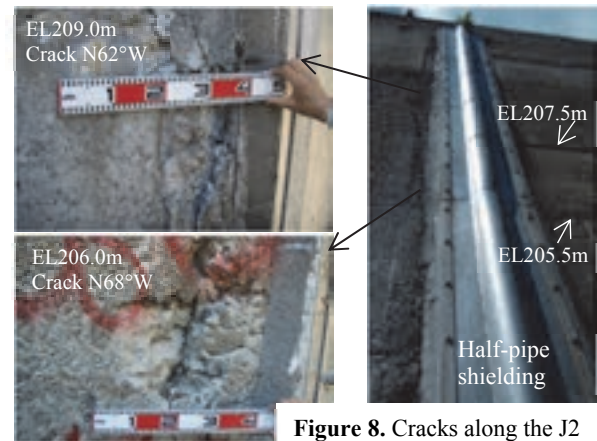 EL209.0m
Crack N62°W
EL207.5m
EL206.0m
Crack N68°W
EL205.5m
Half-pipe
shielding
Figure 8. Cracks along the J2